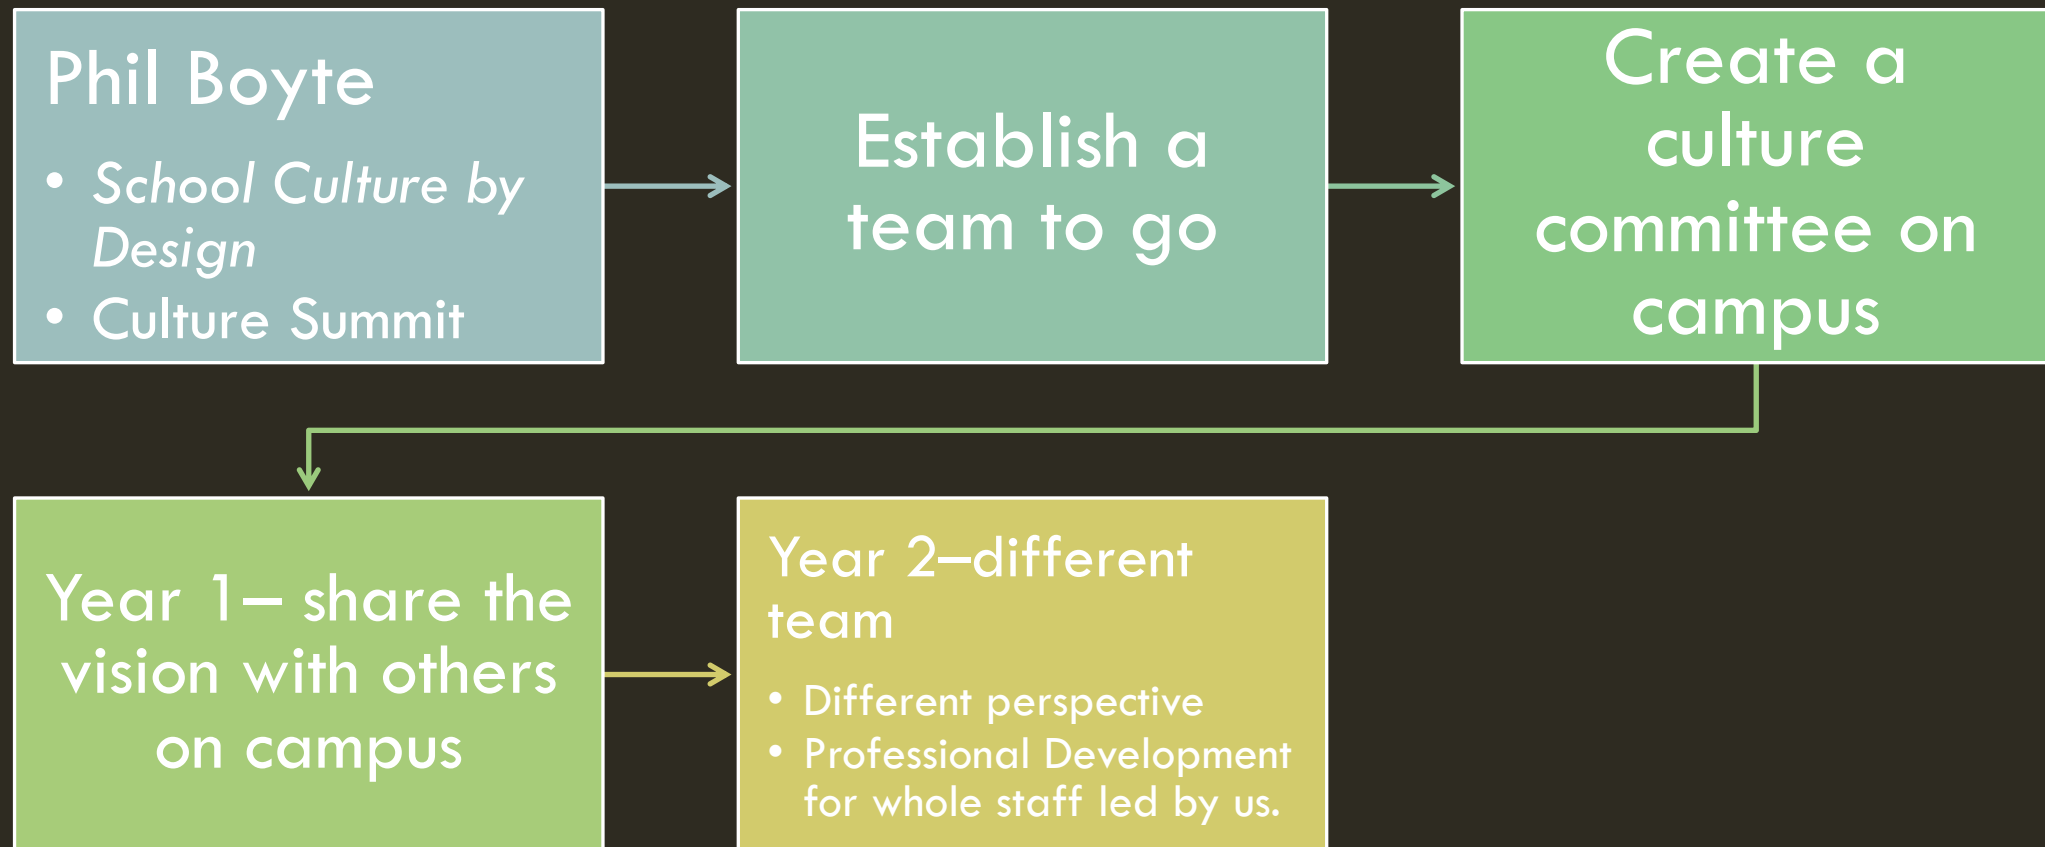 Phil Boyte
• School Culture by
Design
• Culture Summit
Establish a
team to go
Create a
culture
committee on
campus
Year 1– share the
vision with others
on campus
Year 2–different
team
• Different perspective
• Professional Development
for whole staff led by us.